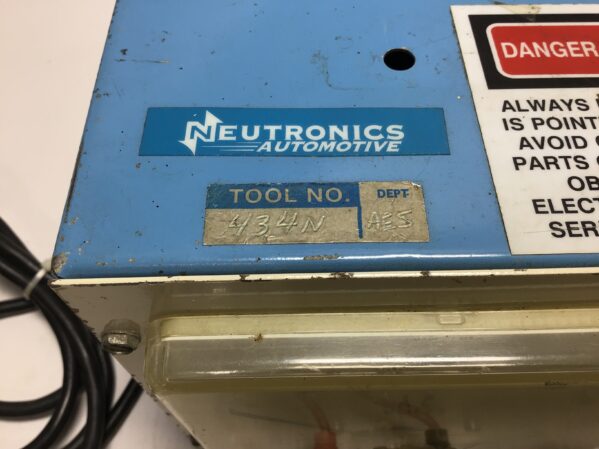 NEUTRONICS
AUTOMOTIVE
TOOL NO. DEPT
434N AES
DANGER
ALWAYS
IS POINT
AVOID
PARTS
OB
ELECT
SER